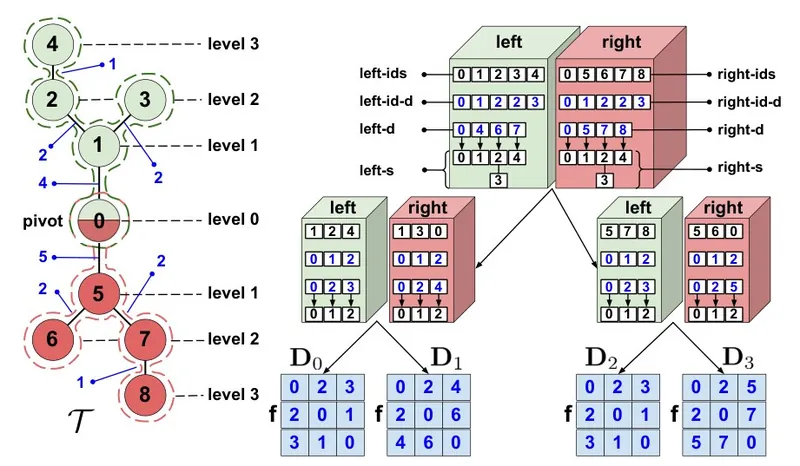 4
level 3
1
2
3
level 2
2
2
1
level 1
4
pivot
0
level 0
5
2
2
5
level 1
6
7
level 2
1
8
level 3
T
left
right
left-ids
0 1 2 3 4
0 5 6 7 8
right-ids
left-id-d
0 1 2 2 3
0 1 2 2 3
right-id-d
left-d
0 4 6 7
0 5 7 8
right-d
left-s
0 1 2 4
0 1 2 4
right-s
3
3
left
right
1 2 4
1 3 0
0 1 2
0 1 2
0 2 3
0 2 4
0 1 2
0 1 2
left
right
5 7 8
5 6 0
0 1 2
0 1 2
0 2 3
0 2 5
0 1 2
0 1 2
D0
D1
D2
D3
f
0 2 3
2 0 1
3 1 0
f
0 2 4
2 0 6
4 6 0
f
0 2 3
2 0 1
3 1 0
f
0 2 5
2 0 7
5 7 0